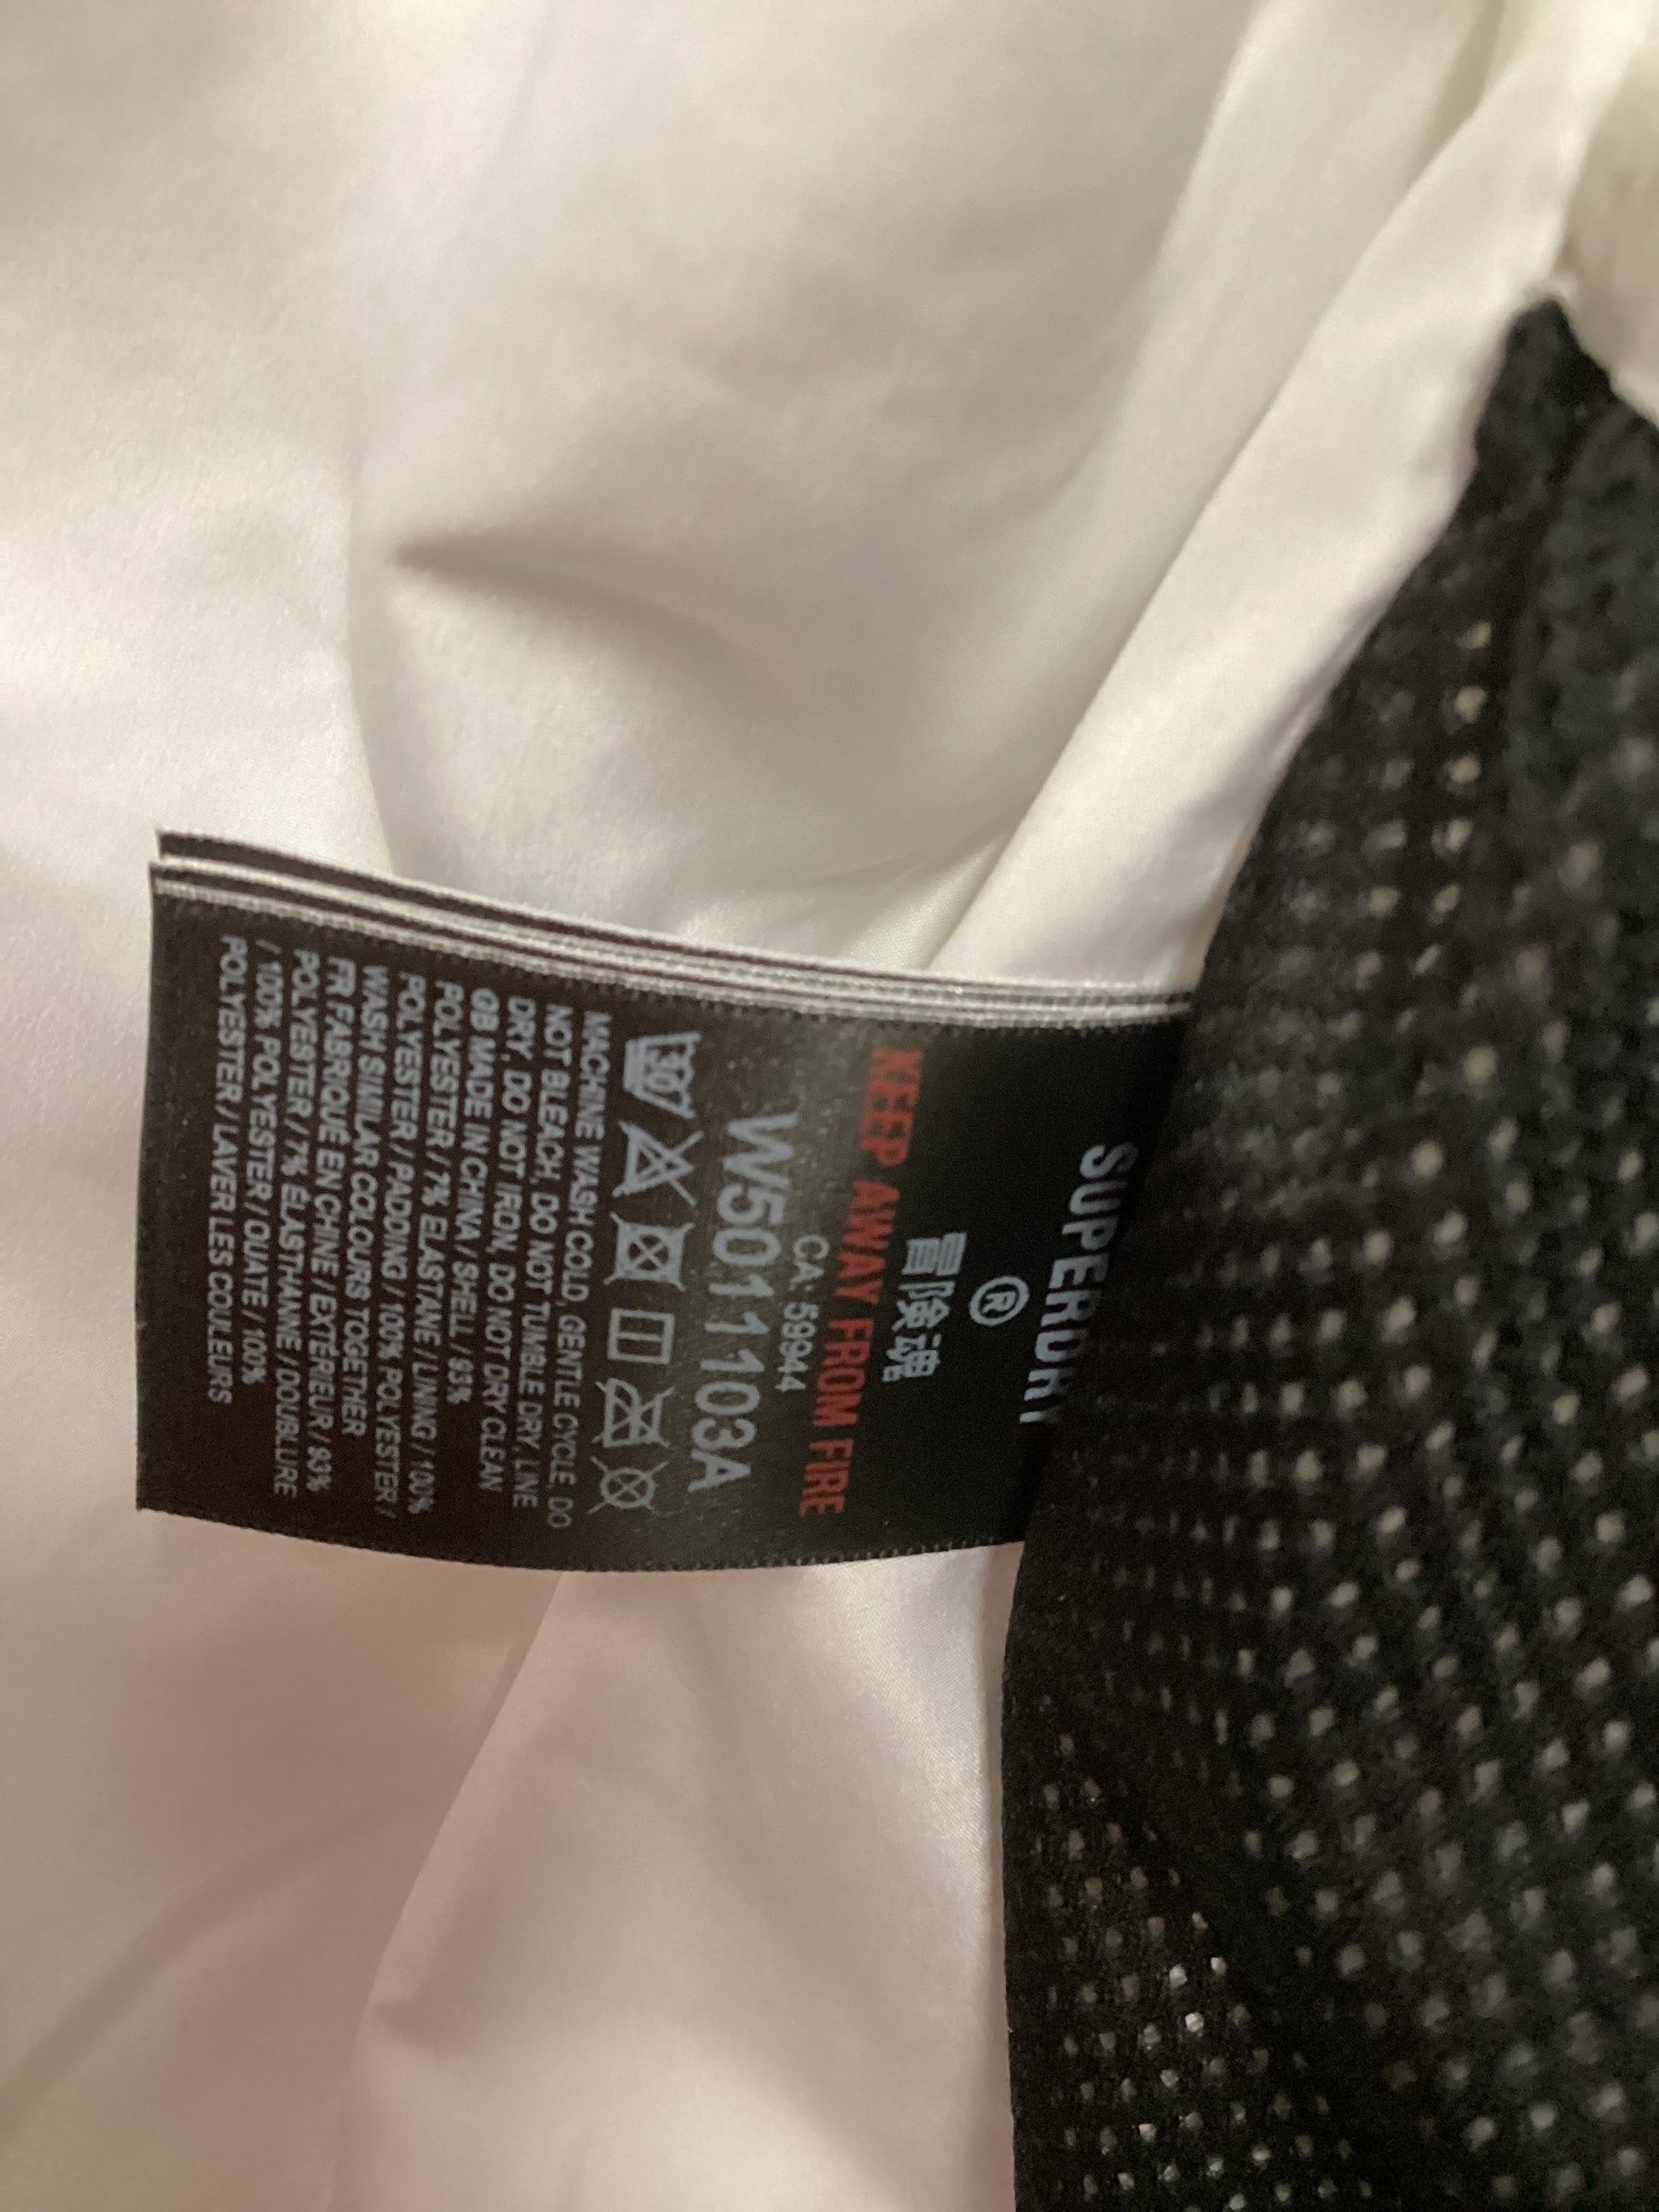 SUPERDRY
®
冒険魂
KEEP AWAY FROM FIRE
CA: 5994
W5011103A
30
MACHINE WASH COLD, GENTLE CYCLE, DO
NOT BLEACH, DO NOT TUMBLE DRY, LINE
DRY, DO NOT IRON, DO NOT DRY CLEAN
GB MADE IN CHINA / SHELL / 93%
POLYESTER / 7% ELASTANE / LINING / 100%
POLYESTER / PADDING / 100% POLYESTER /
WASH SIMILAR COLOURS TOGETHER
FR FABRIQUÉ EN CHINE / EXTÉRIEUR / 93%
POLYESTER / 7% ÉLASTHANNE / DOUBLURE
/ 100% POLYESTER / OUATE / 100%
POLYESTER / LAVER LES COULEURS